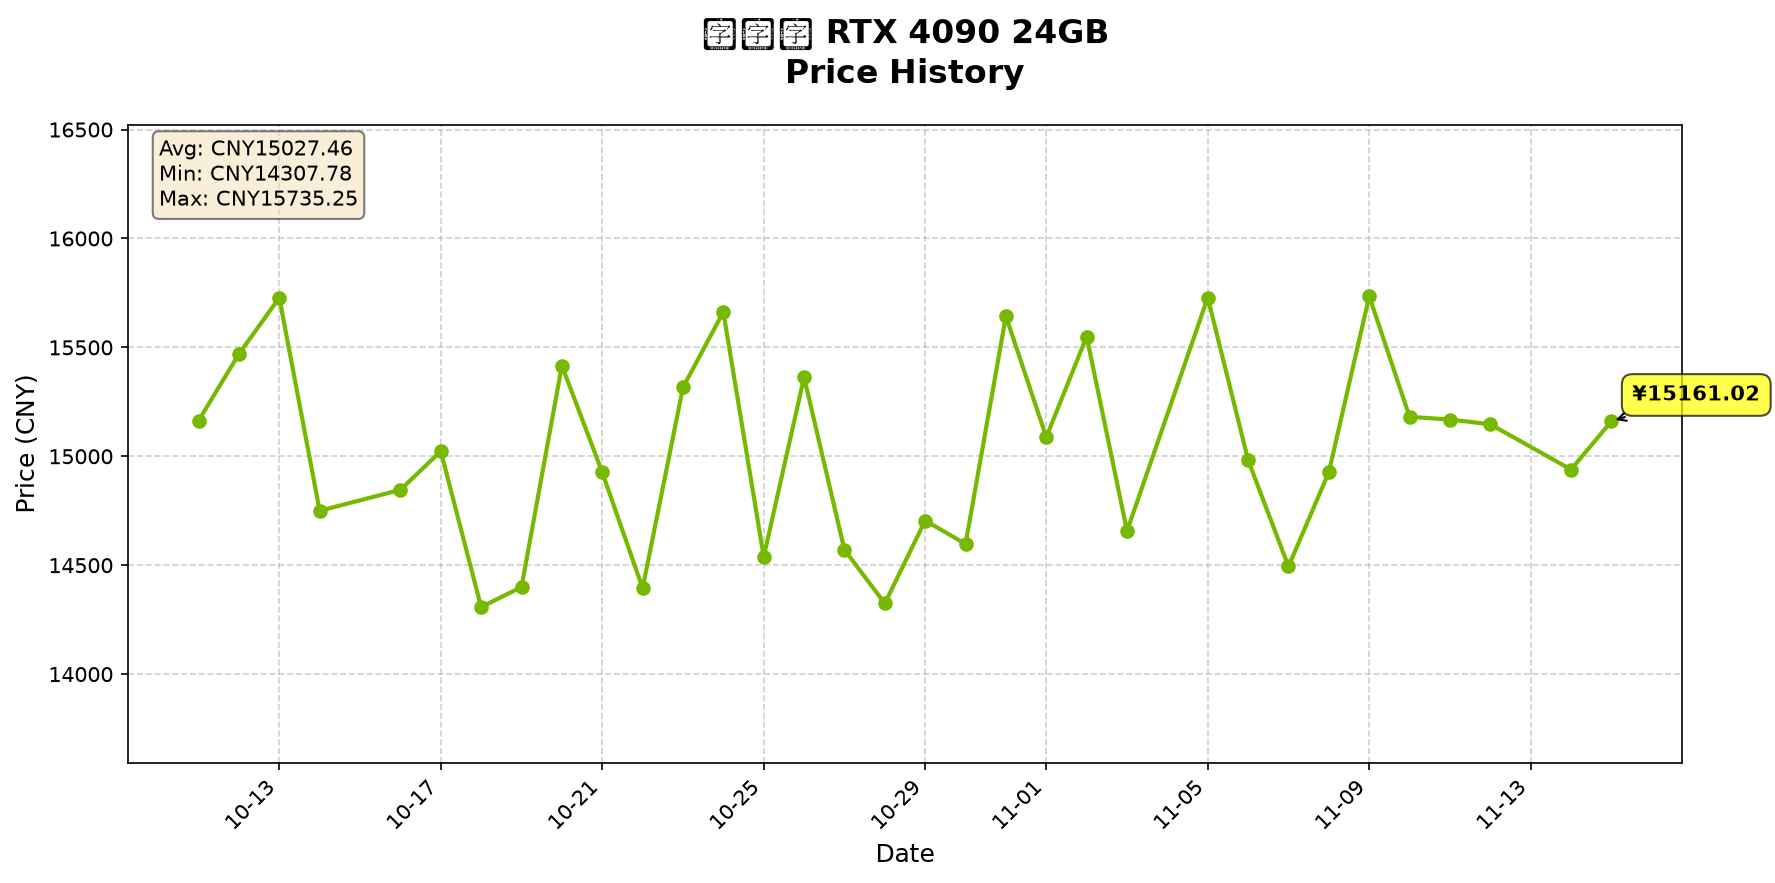 RTX 4090 24GB
Price History
16500
16000
15500
15000
14500
14000
Price (CNY)
Avg: CNY15027.46
Min: CNY14307.78
Max: CNY15735.25
¥15161.02
10-13
10-17
10-21
10-25
10-29
11-01
11-05
11-09
11-13
Date